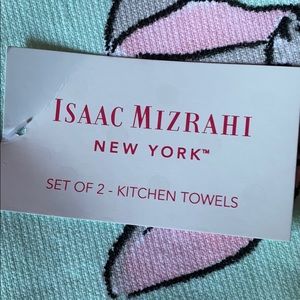 ISAAC MIZRAHI
NEW YORK™
SET OF 2 - KITCHEN TOWELS